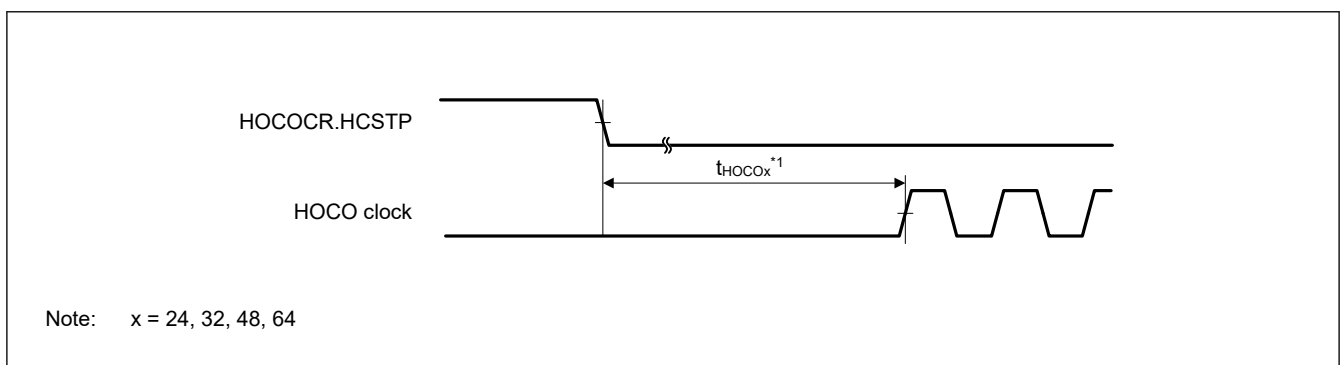 HOCOCR.HCSTP
tHOCOx*1
HOCO clock
Note: x = 24, 32, 48, 64